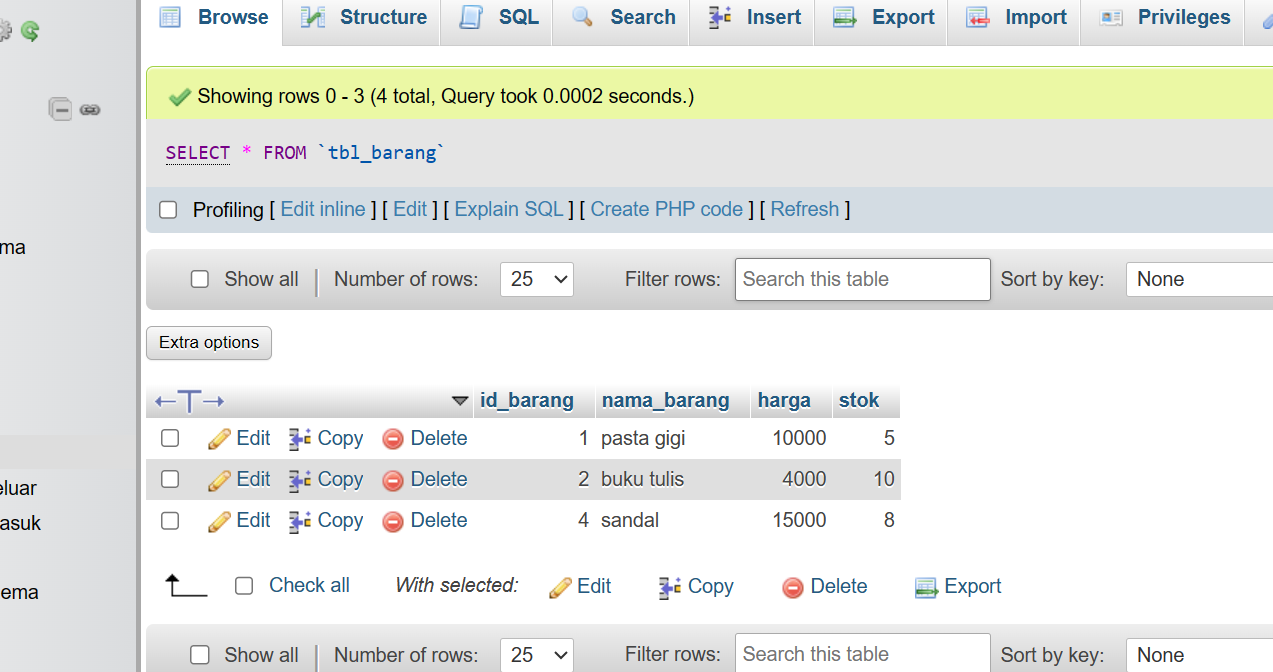 Browse Structure SQL Search Insert Export Import Privileges
Showing rows 0 - 3 (4 total, Query took 0.0002 seconds.)
SELECT * FROM `tbl_barang`
Profiling [ Edit inline ] [ Edit ] [ Explain SQL ] [ Create PHP code ] [ Refresh ]
ma
Show all Number of rows: 25 Filter rows: Search this table Sort by key: None
Extra options
id_barang nama_barang harga stok
Edit Copy Delete 1 pasta gigi 10000 5
Edit Copy Delete 2 buku tulis 4000 10
eluar
Edit Copy Delete 4 sandal 15000 8
asuk
Check all With selected: Edit Copy Delete Export
ema
Show all Number of rows: 25 Filter rows: Search this table Sort by key: None